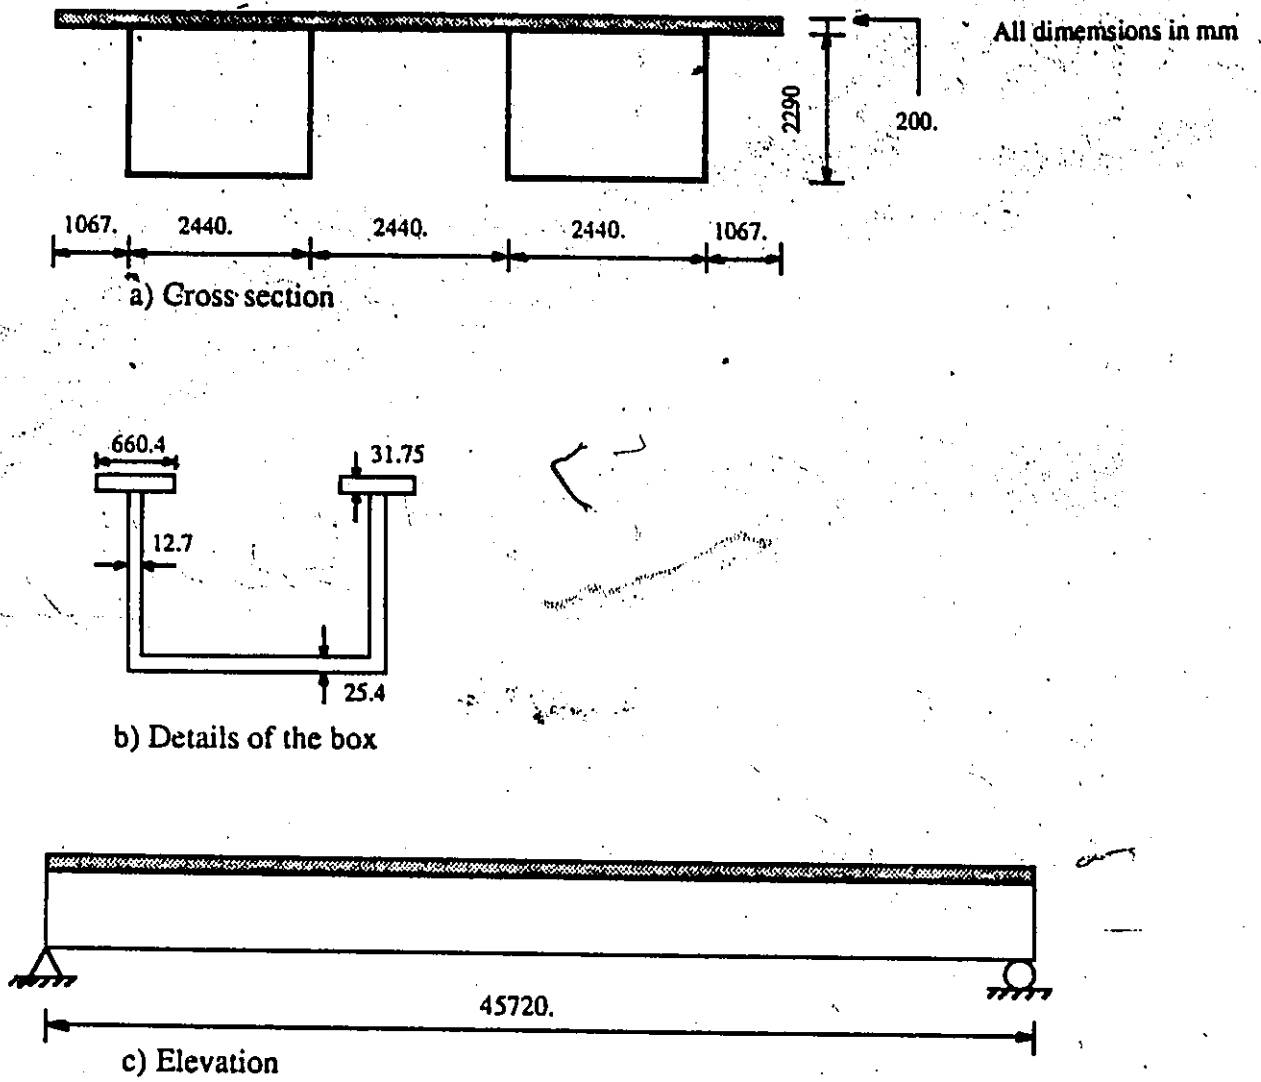 All dimemsions in mm
2290
200.
1067. 2440. 2440. 2440. 1067.
a) Cross section
660.4
31.75
12.7
25.4
b) Details of the box
45720.
c) Elevation